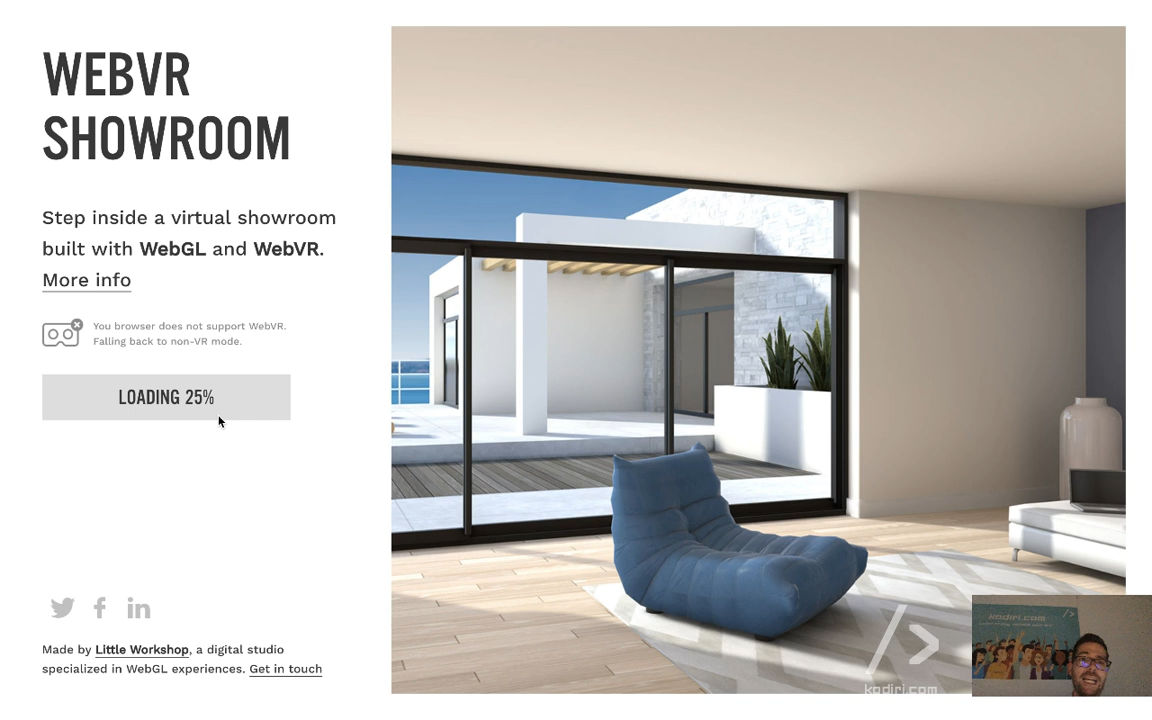 WEBVR
SHOWROOM
Step inside a virtual showroom
built with WebGL and WebVR.
More info
You browser does not support WebVR.
Falling back to non-VR mode.
LOADING 25%
Made by Little Workshop, a digital studio
specialized in WebGL experiences. Get in touch
kodiri.com
kodiri.com